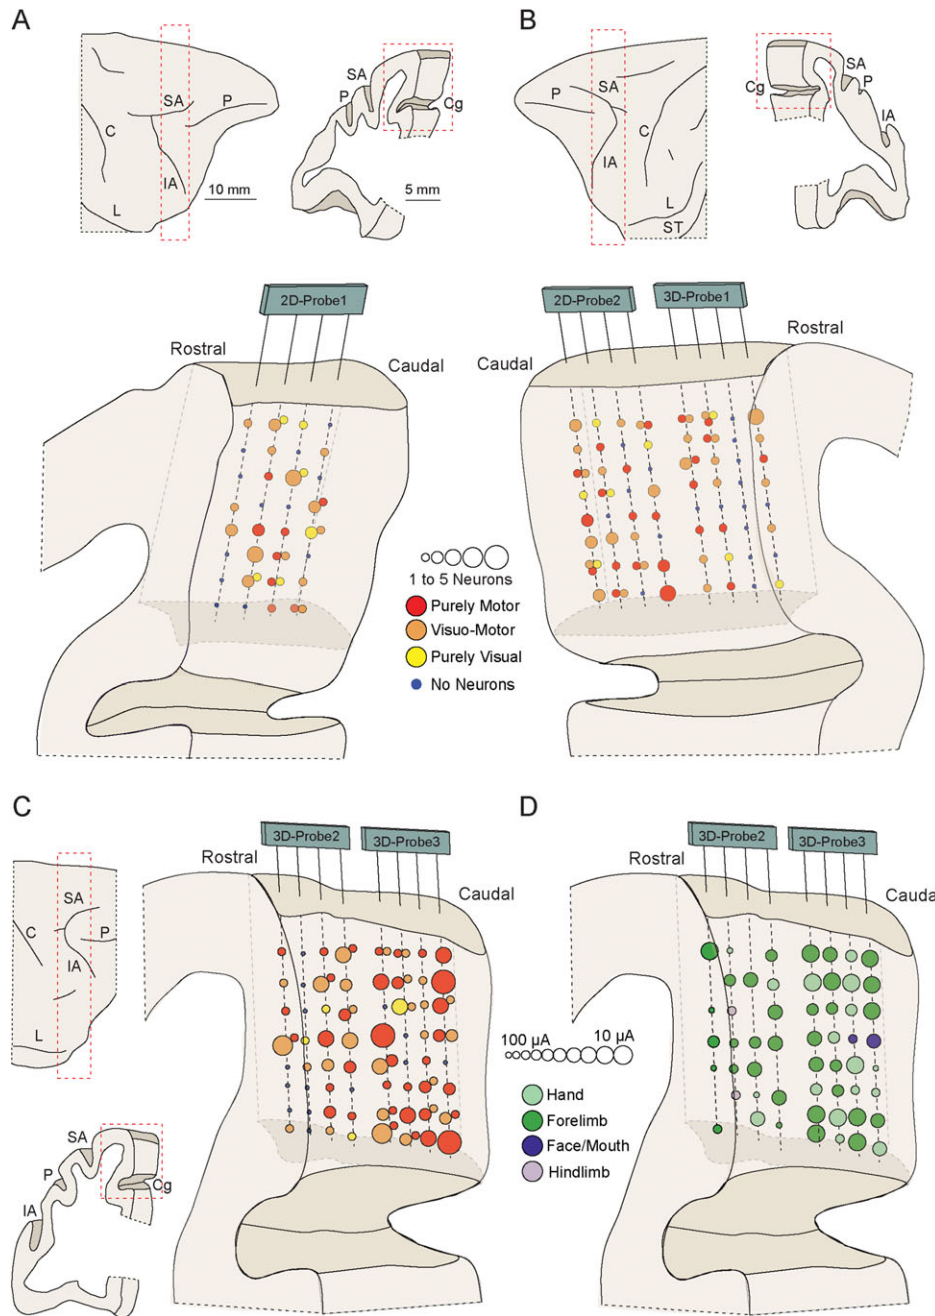 A
SA
P
C
IA
L
10 mm
SA
P
Cg
5 mm
B
P
SA
C
IA
L
ST
Cg
SA
P
IA
2D-Probe1
Rostral
Caudal
2D-Probe2
3D-Probe1
Rostral
Caudal
1 to 5 Neurons
Purely Motor
Visuo-Motor
Purely Visual
No Neurons
C
SA
C
P
IA
L
SA
P
Cg
IA
3D-Probe2
3D-Probe3
Rostral
Caudal
D
3D-Probe2
3D-Probe3
Rostral
Caudal
100 µA
10 µA
Hand
Forelimb
Face/Mouth
Hindlimb